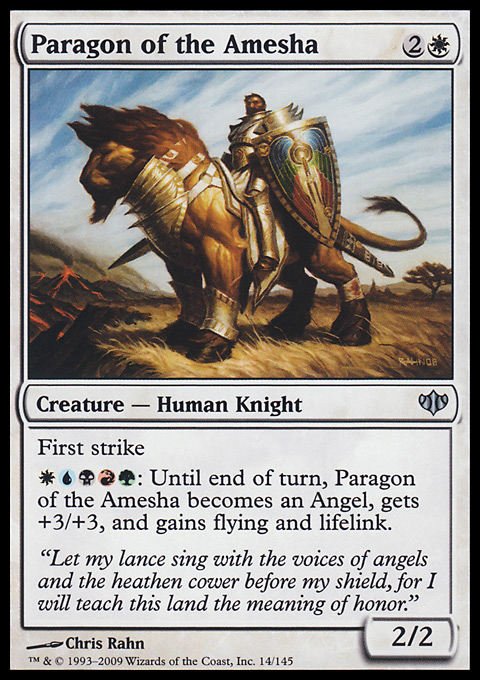 Paragon of the Amesha 2
RAHN08
Creature — Human Knight
First strike
: Until end of turn, Paragon
of the Amesha becomes an Angel, gets
+3/+3, and gains flying and lifelink.
“Let my lance sing with the voices of angels
and the heathen cower before my shield, for I
will teach this land the meaning of honor.”
2/2
Chris Rahn
™ & © 1993–2009 Wizards of the Coast, Inc. 14/145